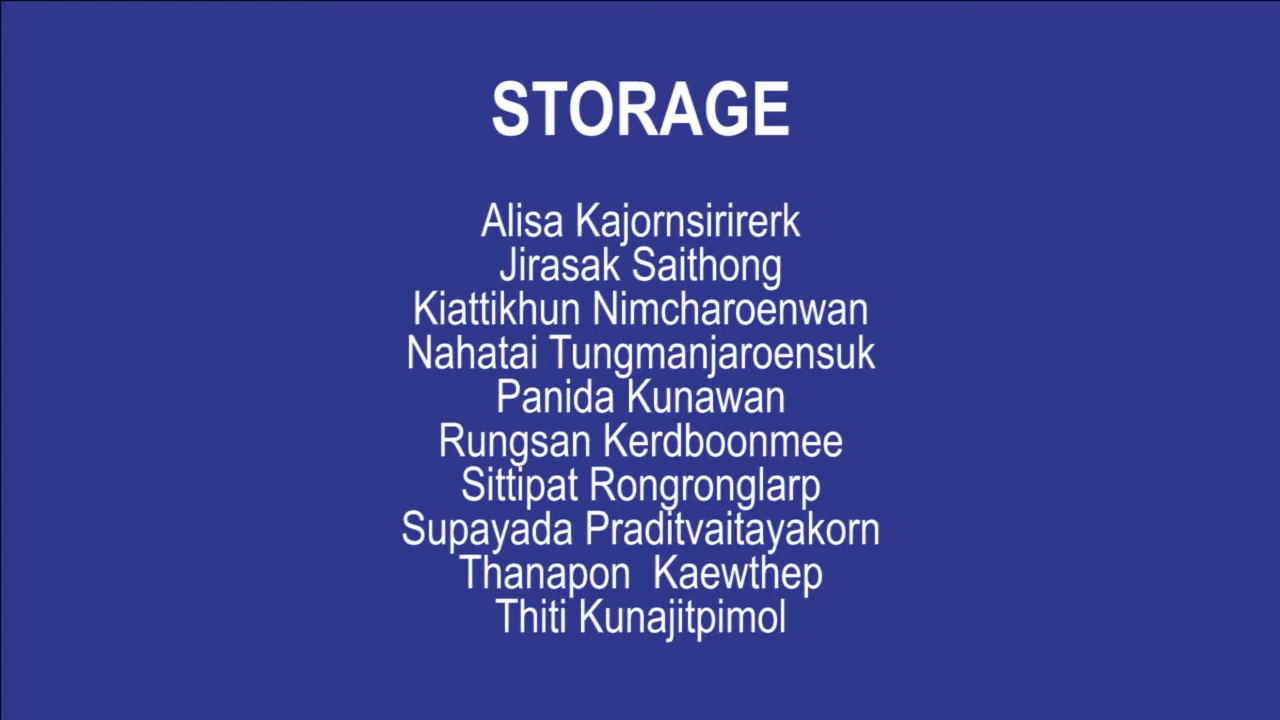 STORAGE
Alisa Kajornsirirerk
Jirasak Saithong
Kiattikhun Nimcharoenwan
Nahatai Tungmanjaroensuk
Panida Kunawan
Rungsan Kerdboonmee
Sittipat Rongronglarp
Supayada Praditvaitayakorn
Thanapon  Kaewthep
Thiti Kunajitpimol